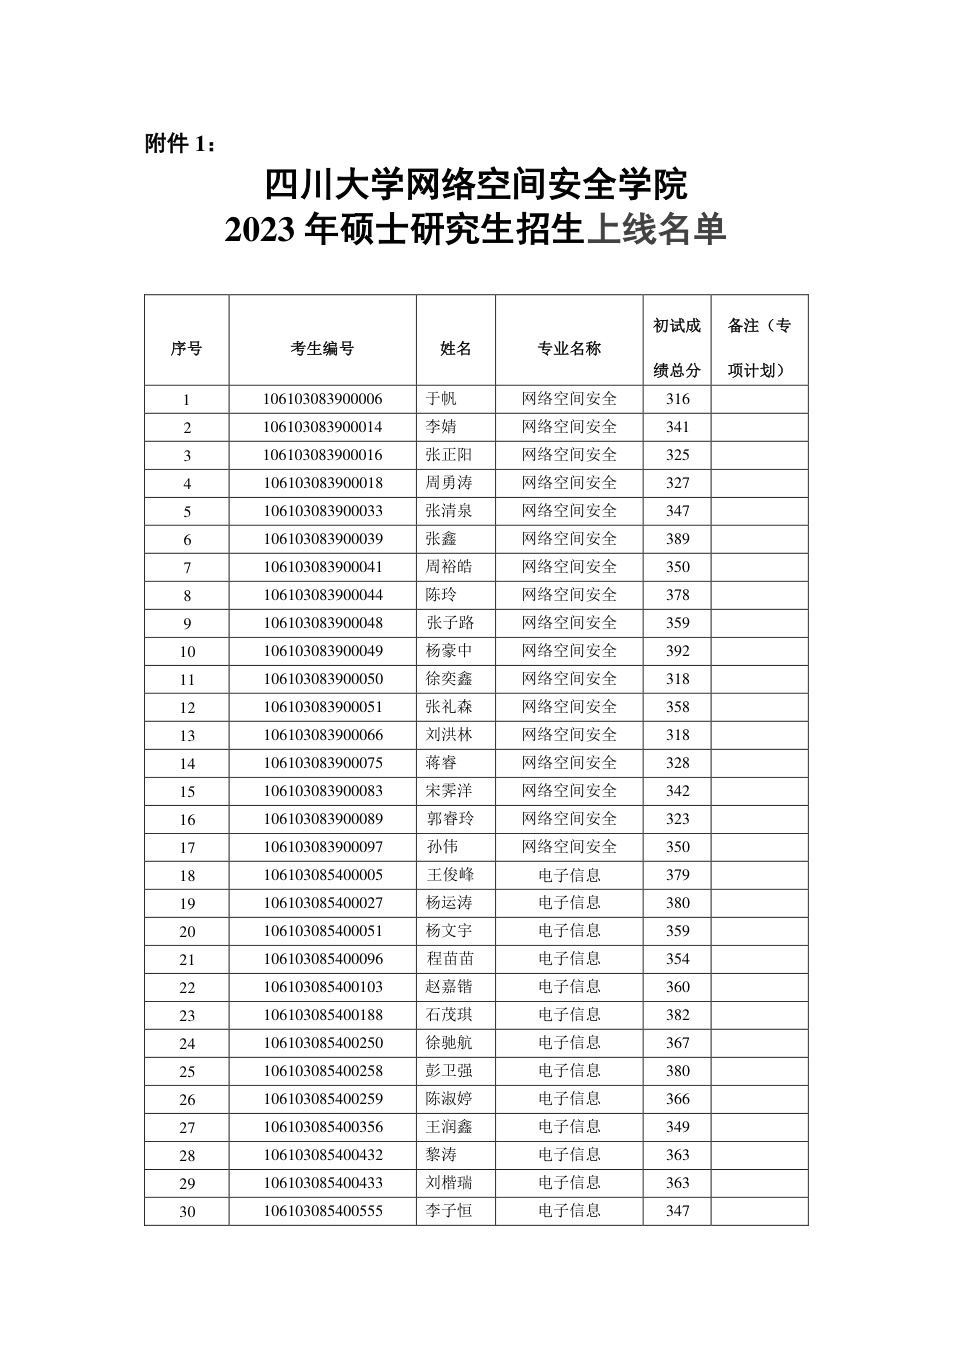 附件 1：
四川大学网络空间安全学院
2023 年硕士研究生招生上线名单
序号 考生编号 姓名 专业名称 初试成绩总分 备注（专项计划）
1 106103083900006 于帆 网络空间安全 316
2 106103083900014 李婧 网络空间安全 341
3 106103083900016 张正阳 网络空间安全 325
4 106103083900018 周勇涛 网络空间安全 327
5 106103083900033 张清泉 网络空间安全 347
6 106103083900039 张鑫 网络空间安全 389
7 106103083900041 周裕皓 网络空间安全 350
8 106103083900044 陈玲 网络空间安全 378
9 106103083900048 张子路 网络空间安全 359
10 106103083900049 杨豪中 网络空间安全 392
11 106103083900050 徐奕鑫 网络空间安全 318
12 106103083900051 张礼森 网络空间安全 358
13 106103083900066 刘洪林 网络空间安全 318
14 106103083900075 蒋睿 网络空间安全 328
15 106103083900083 宋霁洋 网络空间安全 342
16 106103083900089 郭睿玲 网络空间安全 323
17 106103083900097 孙伟 网络空间安全 350
18 106103085400005 王俊峰 电子信息 379
19 106103085400027 杨运涛 电子信息 380
20 106103085400051 杨文宇 电子信息 359
21 106103085400096 程苗苗 电子信息 354
22 106103085400103 赵嘉锴 电子信息 360
23 106103085400188 石茂琪 电子信息 382
24 106103085400250 徐驰航 电子信息 367
25 106103085400258 彭卫强 电子信息 380
26 106103085400259 陈淑婷 电子信息 366
27 106103085400356 王润鑫 电子信息 349
28 106103085400432 黎涛 电子信息 363
29 106103085400433 刘楷瑞 电子信息 363
30 106103085400555 李子恒 电子信息 347